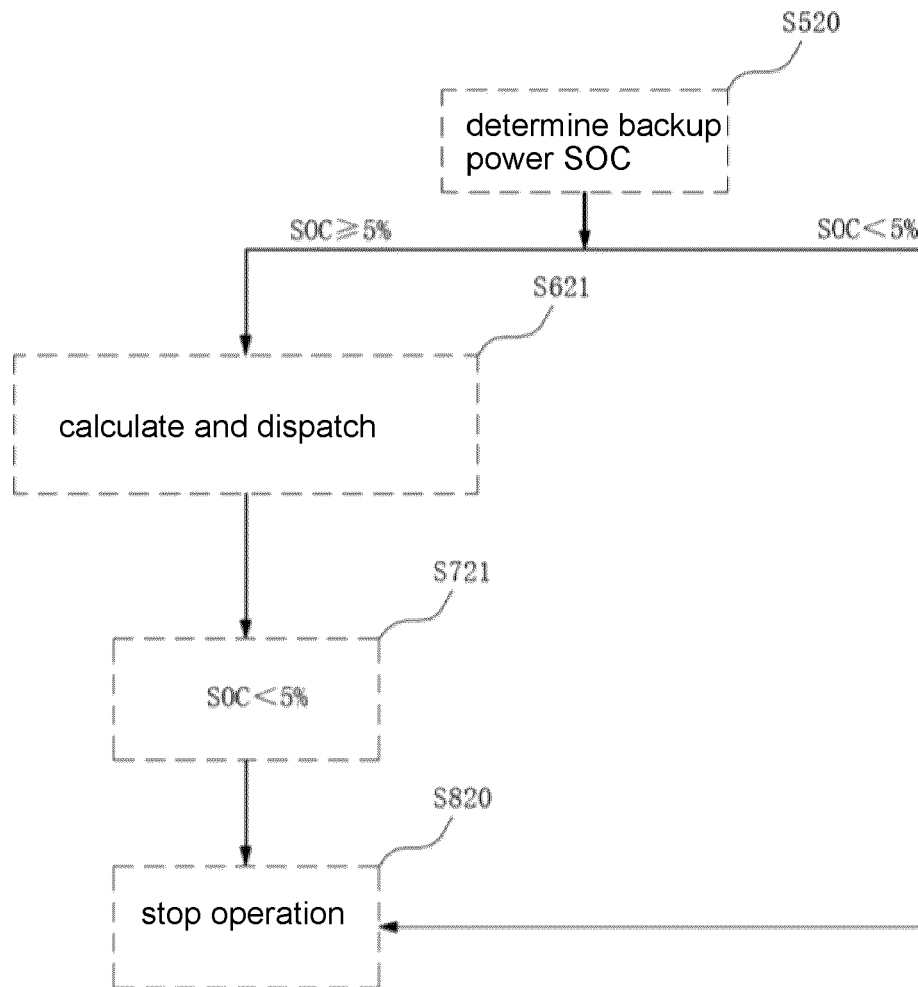 S520
determine backup
power SOC
SOC≥5%
SOC<5%
S621
calculate and dispatch
S721
SOC<5%
S820
stop operation